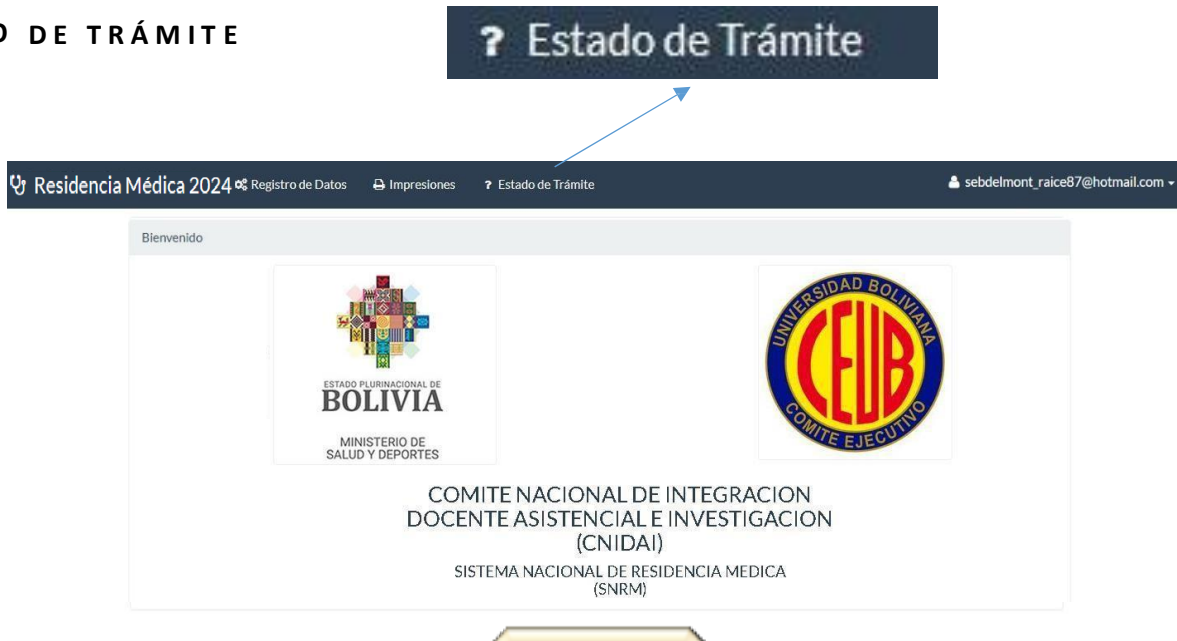 DE TRÁMITE
? Estado de Trámite
Residencia Médica 2024 Registro de Datos Impresiones ? Estado de Trámite sebdelmont_raice87@hotmail.com
Bienvenido
ESTADO PLURINACIONAL DE
BOLIVIA
MINISTERIO DE
SALUD Y DEPORTES
UNIVERSIDAD BOLIVIANA
CEUB
COMITE EJECUTIVO
COMITE NACIONAL DE INTEGRACION
DOCENTE ASISTENCIAL E INVESTIGACION
(CNIDAI)
SISTEMA NACIONAL DE RESIDENCIA MEDICA
(SNRM)